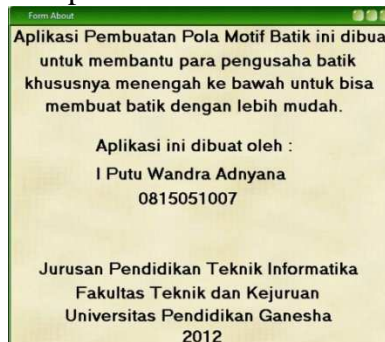 Form About
Aplikasi Pembuatan Pola Motif Batik ini dibua
untuk membantu para pengusaha batik
khususnya menengah ke bawah untuk bisa
membuat batik dengan lebih mudah.
Aplikasi ini dibuat oleh :
I Putu Wandra Adnyana
0815051007
Jurusan Pendidikan Teknik Informatika
Fakultas Teknik dan Kejuruan
Universitas Pendidikan Ganesha
2012